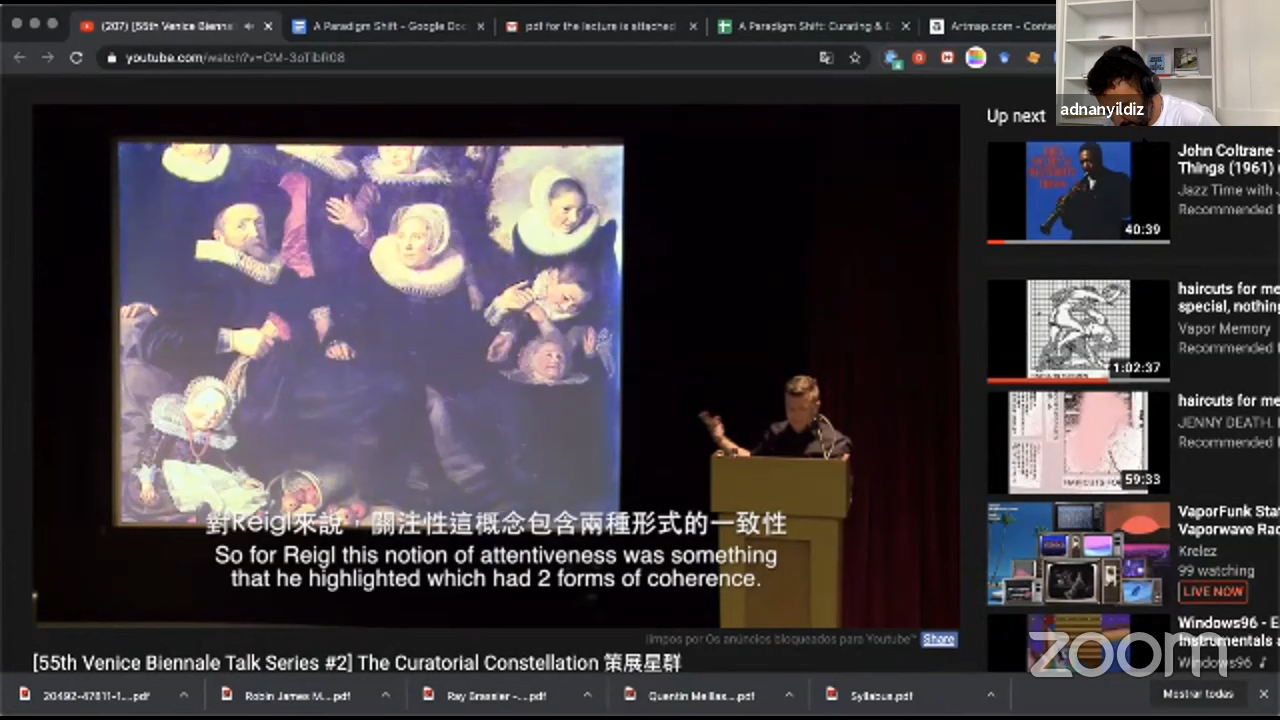 (207) [55th Venice Bienna
A Paradigm Shift - Google Doc
pdf for the lecture is attached
A Paradigm Shift: Curating & E
Artmap.com - Conte
youtube.com/watch?v=CM-3oTibR08
adnanyildiz
Up next
John Coltrane -
Things (1961)
Jazz Time with
Recommended
40:39
haircuts for me
special, nothing
Vapor Memory
Recommended
1:02:37
haircuts for me
JENNY DEATH.
Recommended
59:33
VaporFunk Sta
Vaporwave Rad
Krelez
99 watching
LIVE NOW
Windows96 - E
Instrumentals
Windows96
zoom
對Reigl來說，關注性這概念包含兩種形式的一致性
So for Reigl this notion of attentiveness was something
that he highlighted which had 2 forms of coherence.
limpos por Os anúncios bloqueados para Youtube™
Share
[55th Venice Biennale Talk Series #2] The Curatorial Constellation 策展星群
20492-47811-1....pdf
Robin James M....pdf
Ray Brassier -....pdf
Quentin Meillas....pdf
Syllabus.pdf
Mostrar todas